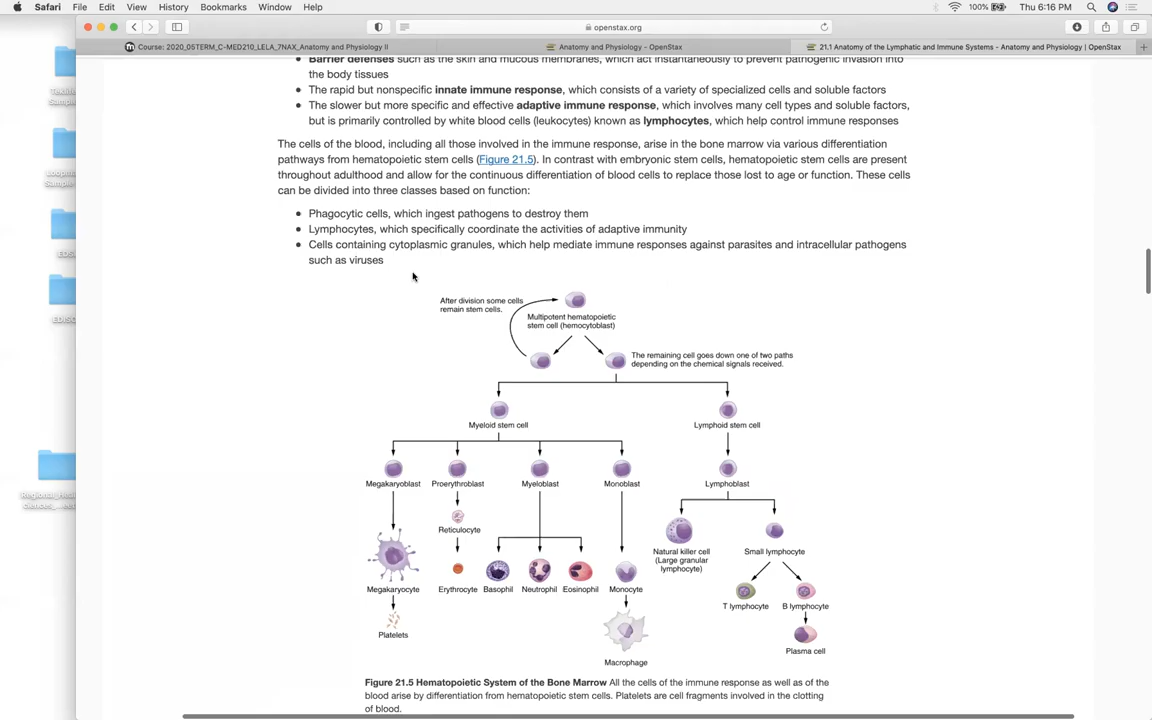 Safari File Edit View History Bookmarks Window Help 100% Thu 6:16 PM
openstax.org
Course: 2020_05TERM_C-MED210_LELA_7NAX_Anatomy and Physiology II
Anatomy and Physiology - OpenStax
21.1 Anatomy of the Lymphatic and Immune Systems - Anatomy and Physiology | OpenStax
Barrier defenses such as the skin and mucous membranes, which act instantaneously to prevent pathogenic invasion into
the body tissues
The rapid but nonspecific innate immune response, which consists of a variety of specialized cells and soluble factors
The slower but more specific and effective adaptive immune response, which involves many cell types and soluble factors,
but is primarily controlled by white blood cells (leukocytes) known as lymphocytes, which help control immune responses
The cells of the blood, including all those involved in the immune response, arise in the bone marrow via various differentiation
pathways from hematopoietic stem cells (Figure 21.5). In contrast with embryonic stem cells, hematopoietic stem cells are present
throughout adulthood and allow for the continuous differentiation of blood cells to replace those lost to age or function. These cells
can be divided into three classes based on function:
Phagocytic cells, which ingest pathogens to destroy them
Lymphocytes, which specifically coordinate the activities of adaptive immunity
Cells containing cytoplasmic granules, which help mediate immune responses against parasites and intracellular pathogens
such as viruses
After division some cells
remain stem cells.
Multipotent hematopoietic
stem cell (hemocytoblast)
The remaining cell goes down one of two paths
depending on the chemical signals received.
Myeloid stem cell
Lymphoid stem cell
Megakaryoblast
Proerythroblast
Myeloblast
Monoblast
Lymphoblast
Reticulocyte
Natural killer cell
(Large granular
lymphocyte)
Small lymphocyte
Megakaryocyte
Erythrocyte
Basophil
Neutrophil
Eosinophil
Monocyte
T lymphocyte
B lymphocyte
Platelets
Plasma cell
Macrophage
Figure 21.5 Hematopoietic System of the Bone Marrow All the cells of the immune response as well as of the
blood arise by differentiation from hematopoietic stem cells. Platelets are cell fragments involved in the clotting
of blood.
Sample
Sample